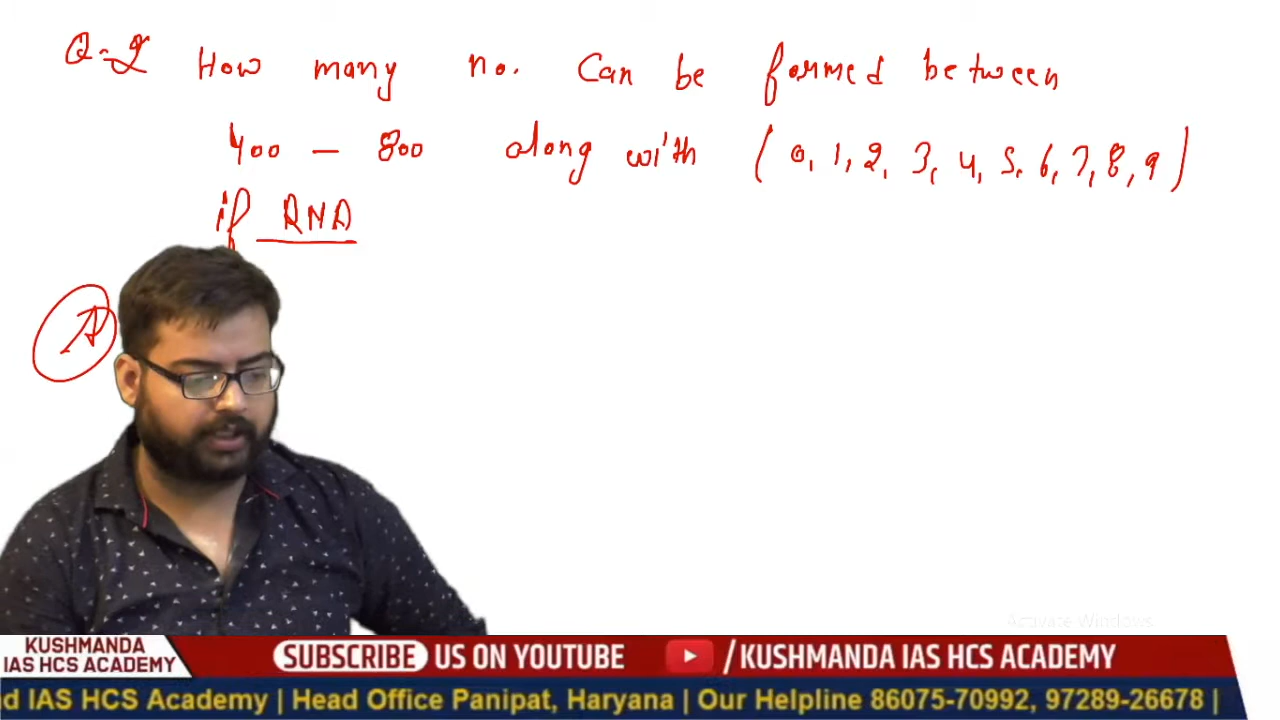 Q-2 How many no. can be formed between
400 – 800 along with (0, 1, 2, 3, 4, 5, 6, 7, 8, 9)
if RNA
Activate Windows
KUSHMANDA
IAS HCS ACADEMY
SUBSCRIBE US ON YOUTUBE /KUSHMANDA IAS HCS ACADEMY
d IAS HCS Academy | Head Office Panipat, Haryana | Our Helpline 86075-70992, 97289-26678 |